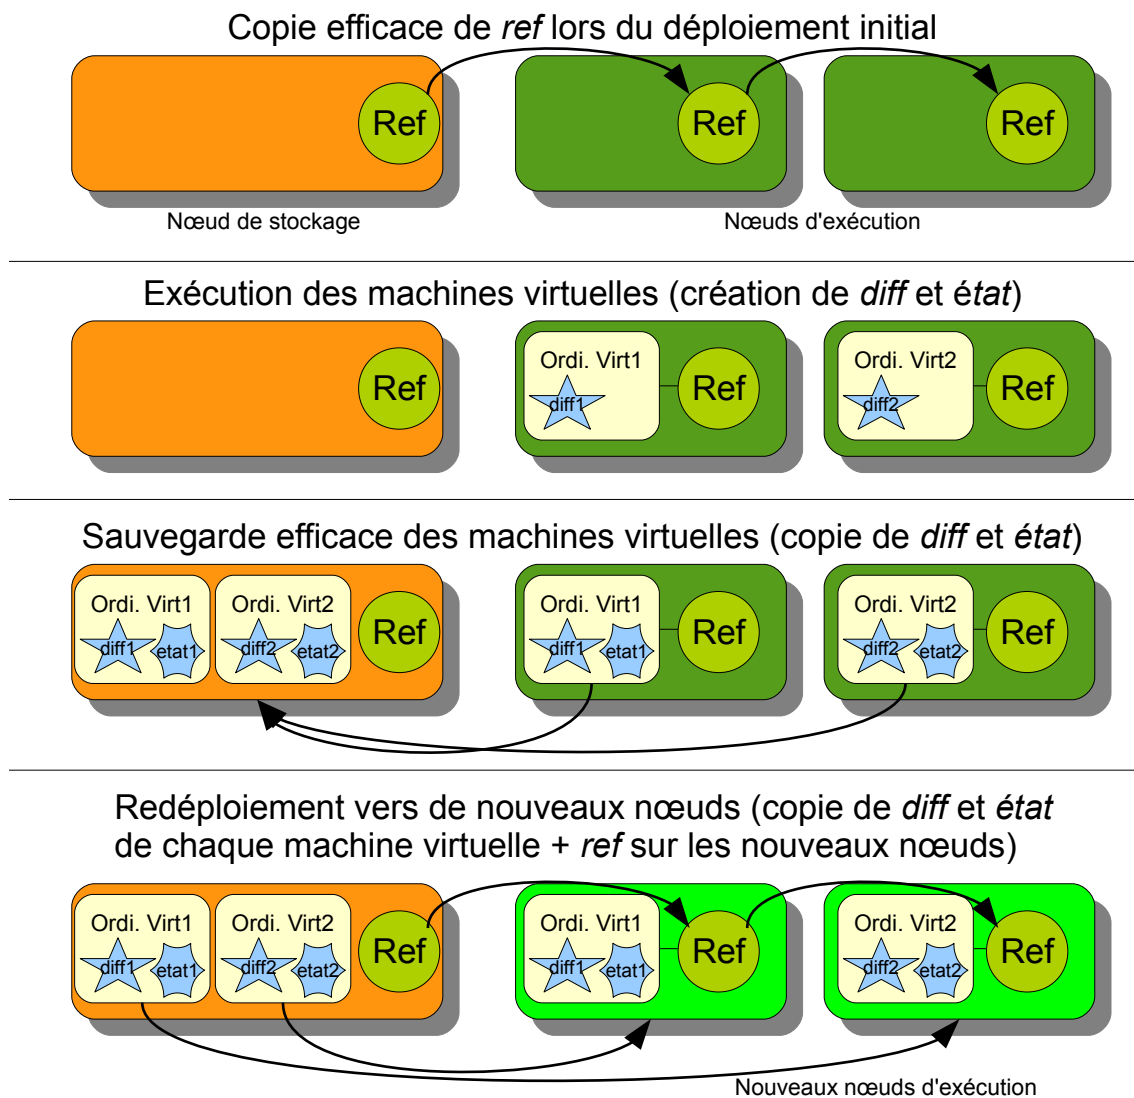 Copie efficace de ref lors du déploiement initial
Ref Ref Ref
Nœud de stockage Nœuds d'exécution
Exécution des machines virtuelles (création de diff et état)
Ordi. Virt1 Ordi. Virt2
Ref Ref Ref
diff1 diff2
Sauvegarde efficace des machines virtuelles (copie de diff et état)
Ordi. Virt1 Ordi. Virt2 Ordi. Virt1 Ordi. Virt2
Ref Ref Ref
diff1 etat1 diff2 etat2 diff1 etat1 diff2 etat2
Redéploiement vers de nouveaux nœuds (copie de diff et état
de chaque machine virtuelle + ref sur les nouveaux nœuds)
Ordi. Virt1 Ordi. Virt2 Ordi. Virt1 Ordi. Virt2
Ref Ref Ref
diff1 etat1 diff2 etat2 diff1 etat1 diff2 etat2
Nouveaux nœuds d'exécution